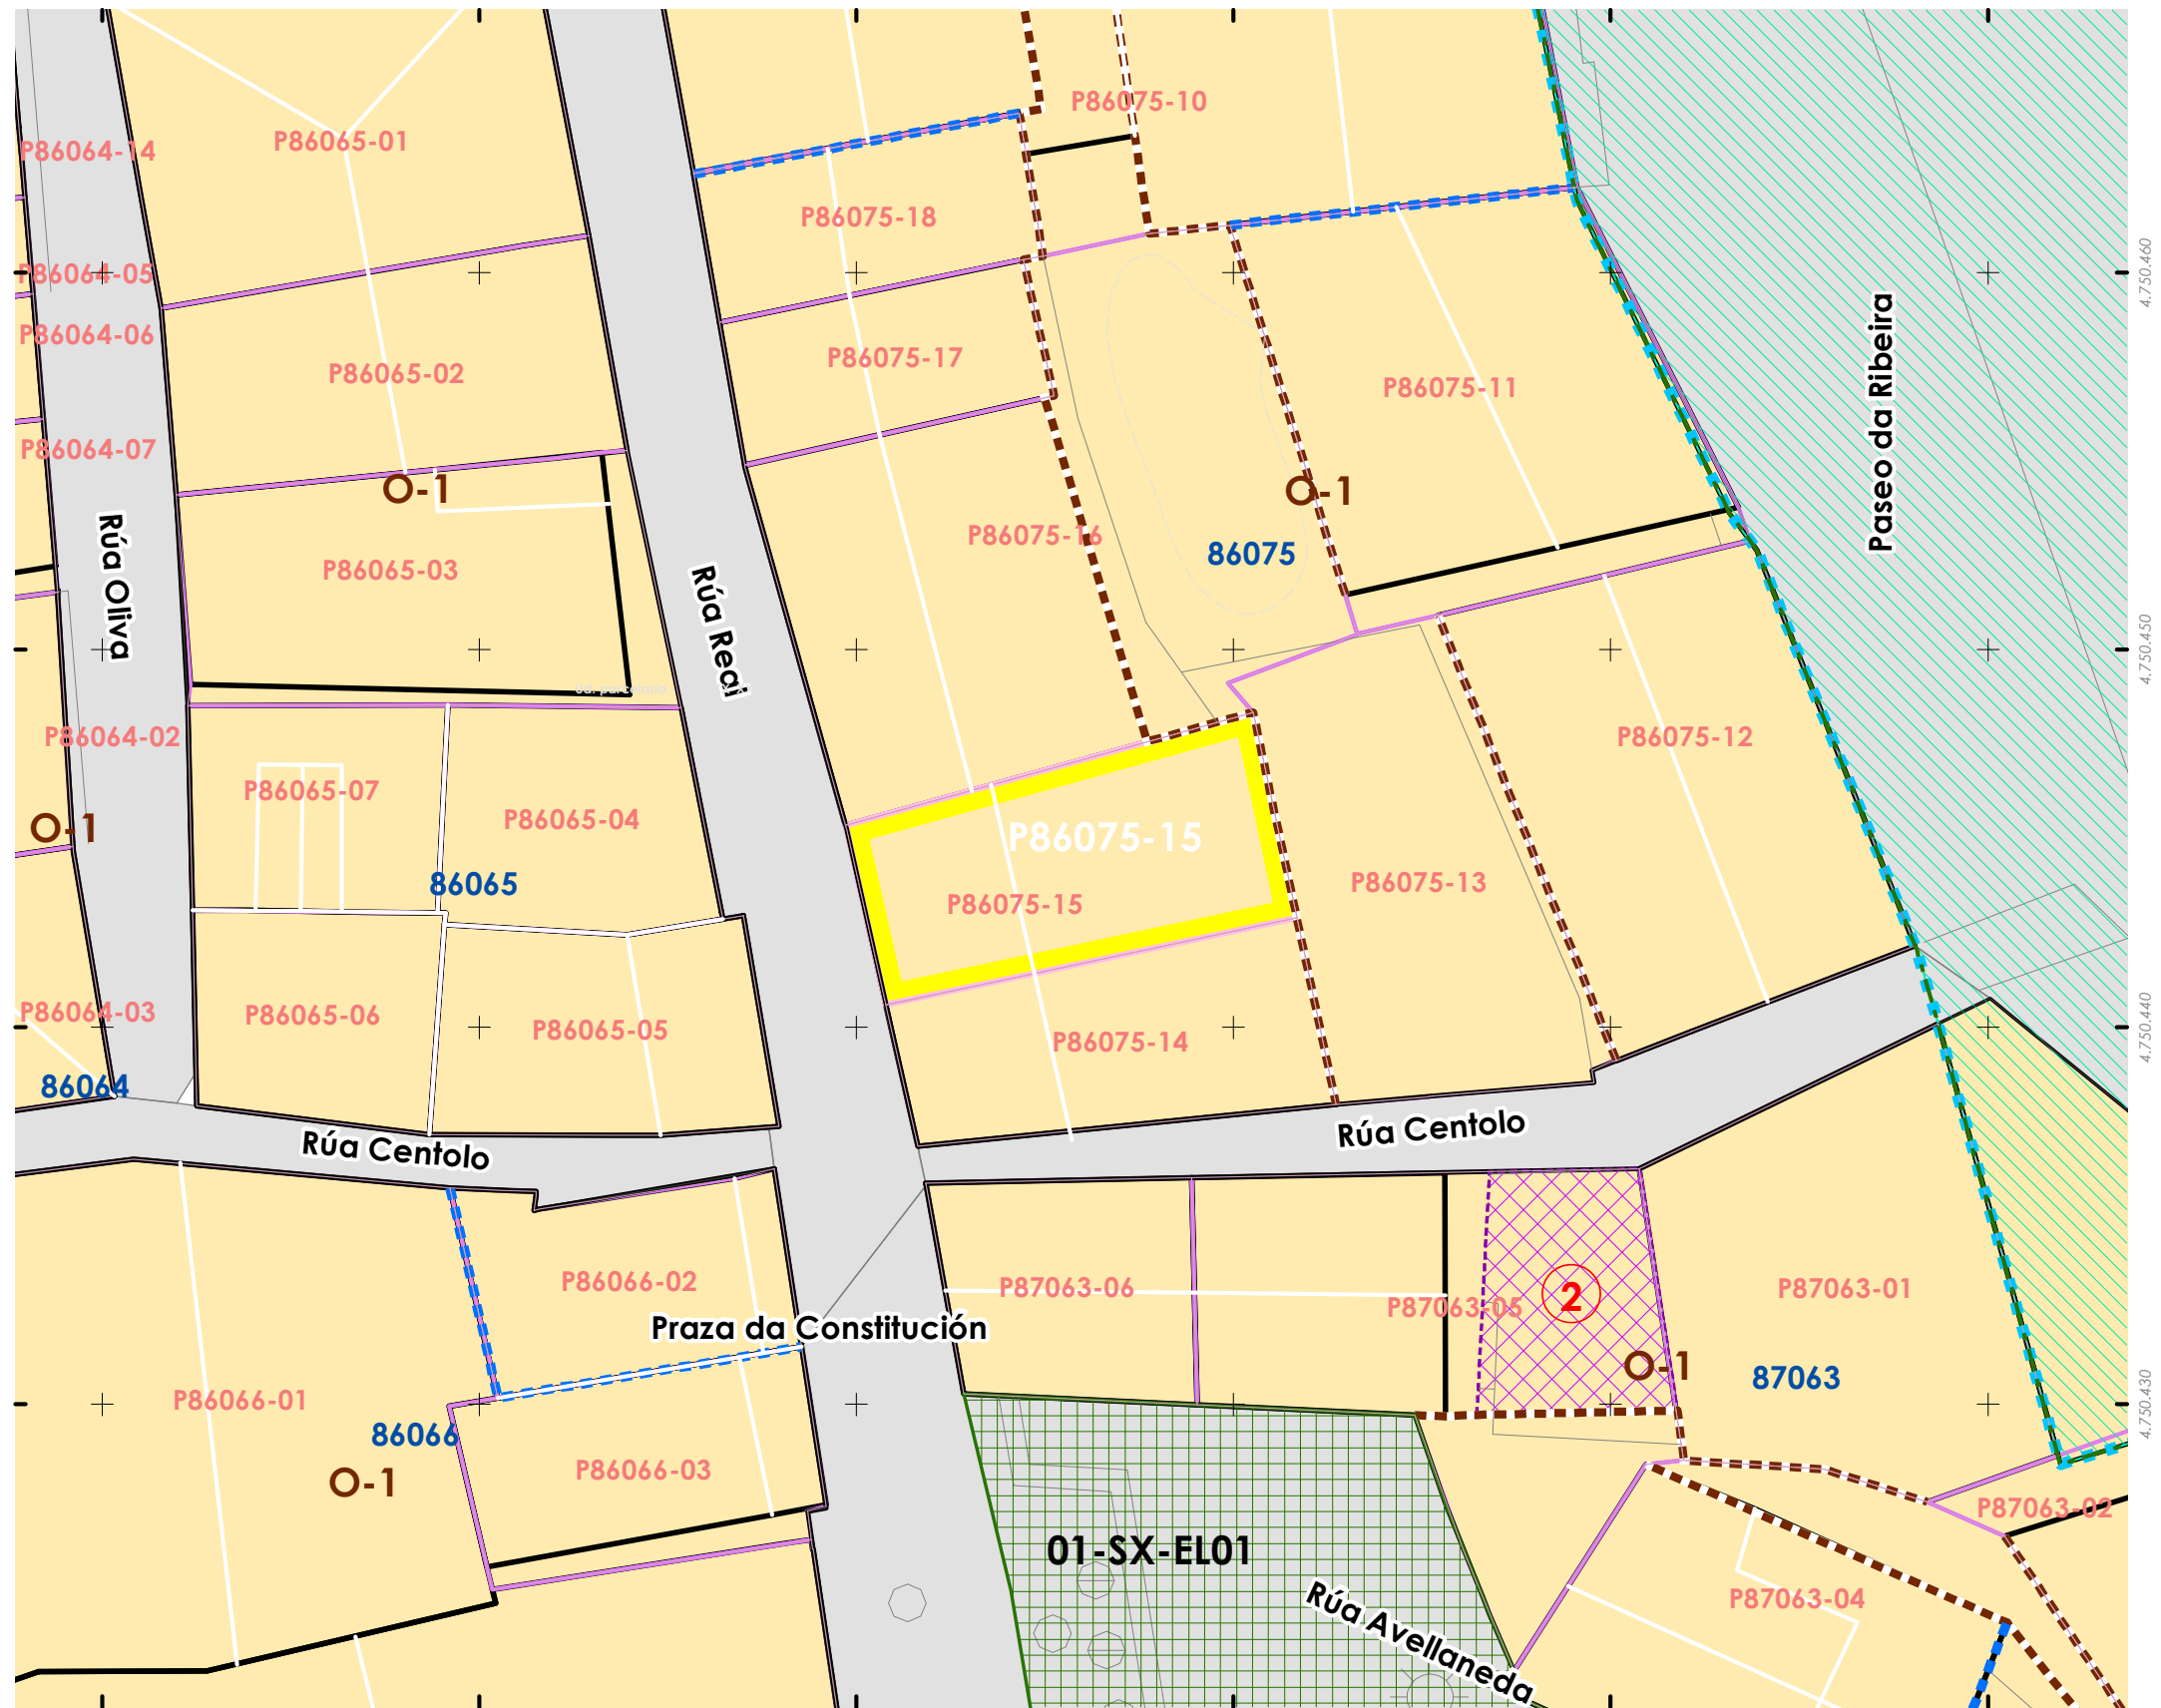 P86075-10
P86065-01
P86064-14
P86075-18
P86064-05
4.750.460
P86064-06
P86075-17
P86065-02
P86075-11
Paseo da Ribeira
P86064-07
O-1
O-1
P86075-16
86075
Rúa Oliva
P86065-03
Rúa Real
4.750.450
Ud. parcelaria
P86064-02
P86075-12
P86065-07
P86065-04
O-1
P86075-15
86065
P86075-13
P86075-15
P86064-03
P86065-06
P86065-05
P86075-14
4.750.440
86064
Rúa Centolo
Rúa Centolo
P86066-02
P87063-06
P87063-05
2
P87063-01
Praza da Constitución
O-1
87063
P86066-01
4.750.430
86066
P86066-03
O-1
P87063-02
01-SX-EL01
P87063-04
Rúa Avellaneda